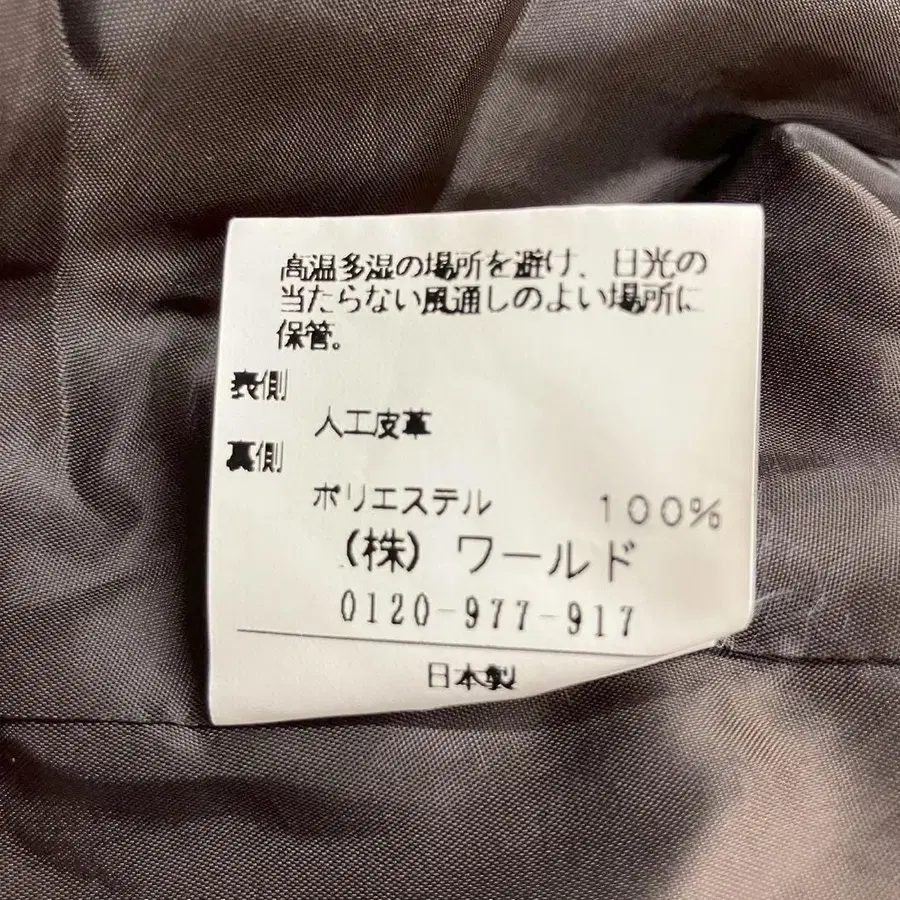 高温多湿の場所を避け、日光の
当たらない風通しのよい場所に
保管。
表側
人工皮革
裏側
ポリエステル 100%
(株) ワールド
0120-977-917
日本製